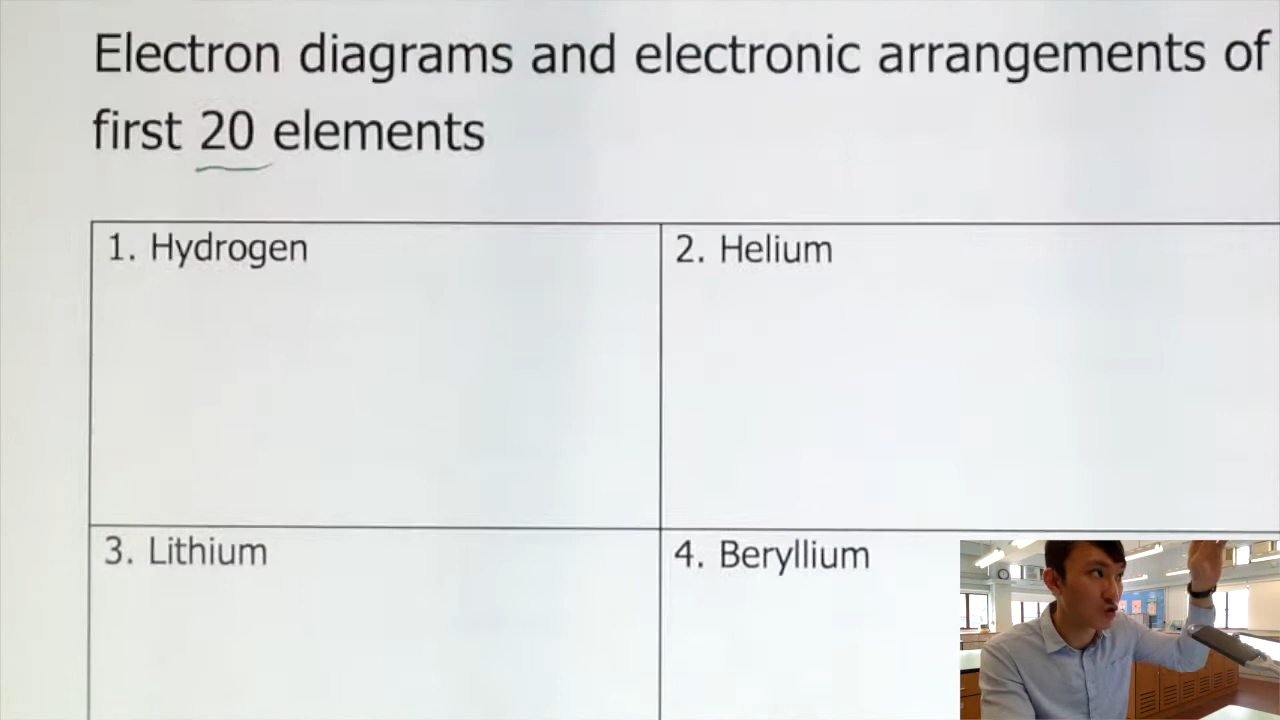 Electron diagrams and electronic arrangements of
first 20 elements
1. Hydrogen
2. Helium
3. Lithium
4. Beryllium